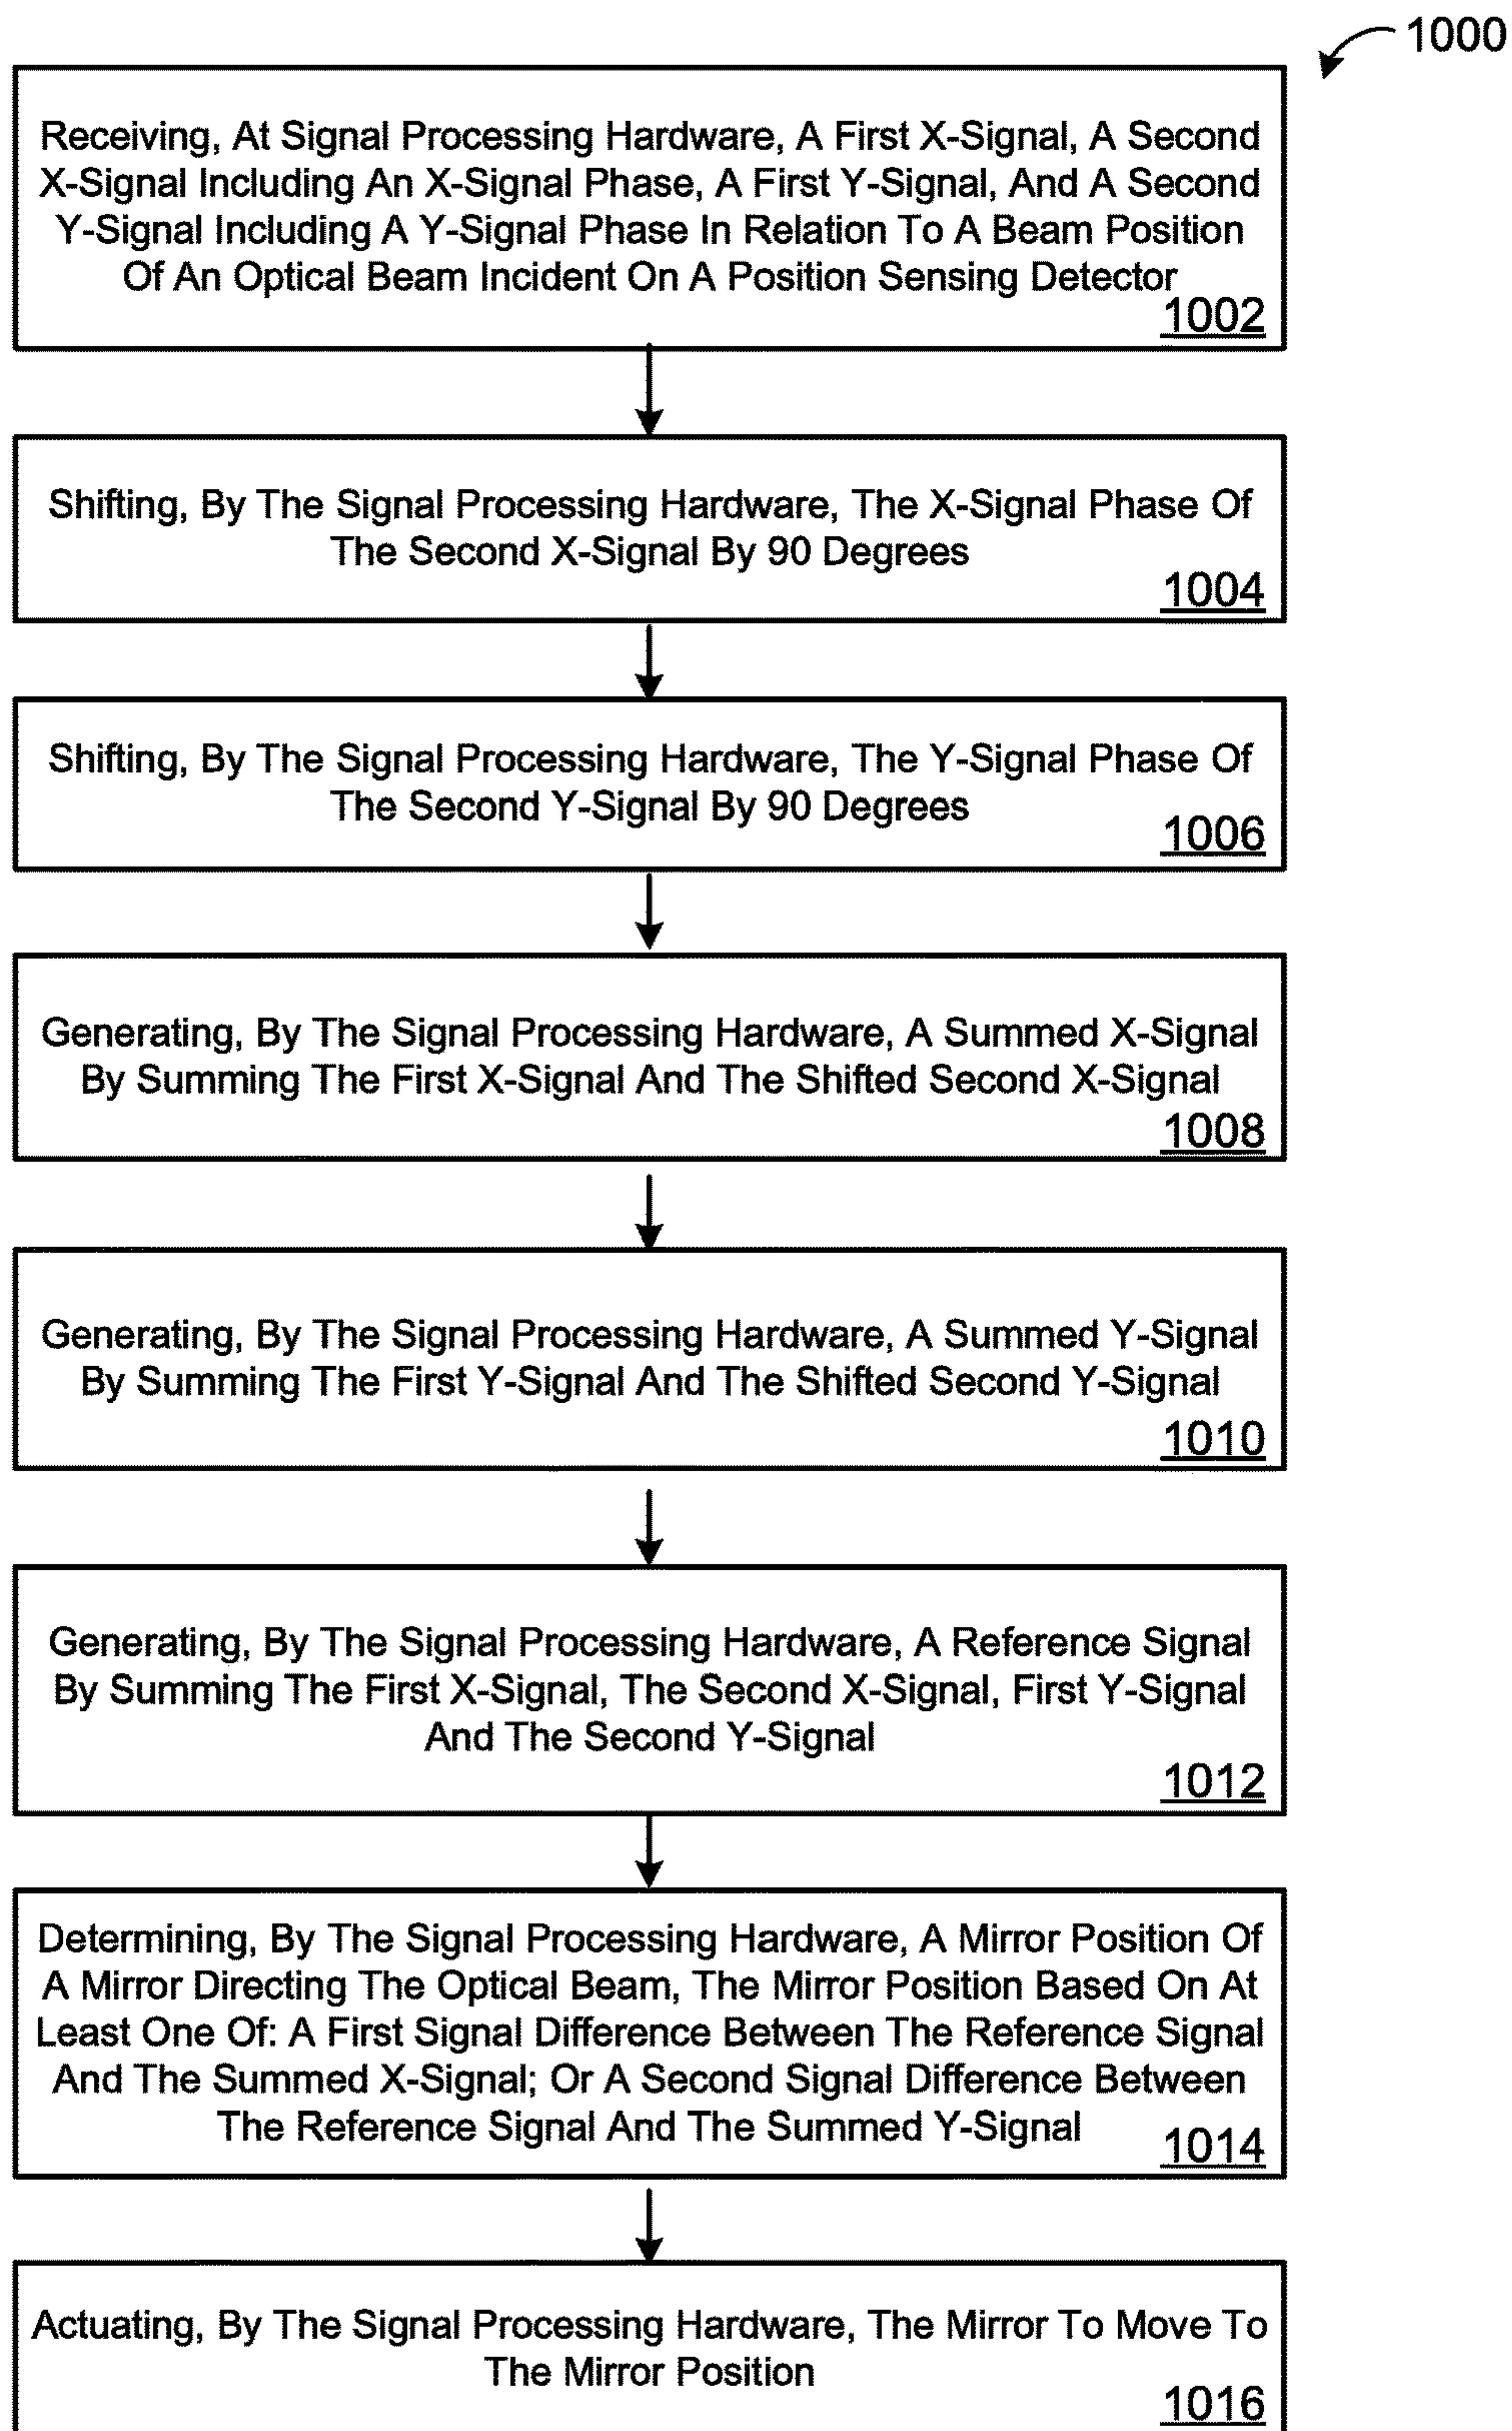 1000
Receiving, At Signal Processing Hardware, A First X-Signal, A Second
X-Signal Including An X-Signal Phase, A First Y-Signal, And A Second
Y-Signal Including A Y-Signal Phase In Relation To A Beam Position
Of An Optical Beam Incident On A Position Sensing Detector
1002
Shifting, By The Signal Processing Hardware, The X-Signal Phase Of
The Second X-Signal By 90 Degrees
1004
Shifting, By The Signal Processing Hardware, The Y-Signal Phase Of
The Second Y-Signal By 90 Degrees
1006
Generating, By The Signal Processing Hardware, A Summed X-Signal
By Summing The First X-Signal And The Shifted Second X-Signal
1008
Generating, By The Signal Processing Hardware, A Summed Y-Signal
By Summing The First Y-Signal And The Shifted Second Y-Signal
1010
Generating, By The Signal Processing Hardware, A Reference Signal
By Summing The First X-Signal, The Second X-Signal, First Y-Signal
And The Second Y-Signal
1012
Determining, By The Signal Processing Hardware, A Mirror Position Of
A Mirror Directing The Optical Beam, The Mirror Position Based On At
Least One Of: A First Signal Difference Between The Reference Signal
And The Summed X-Signal; Or A Second Signal Difference Between
The Reference Signal And The Summed Y-Signal
1014
Actuating, By The Signal Processing Hardware, The Mirror To Move To
The Mirror Position
1016